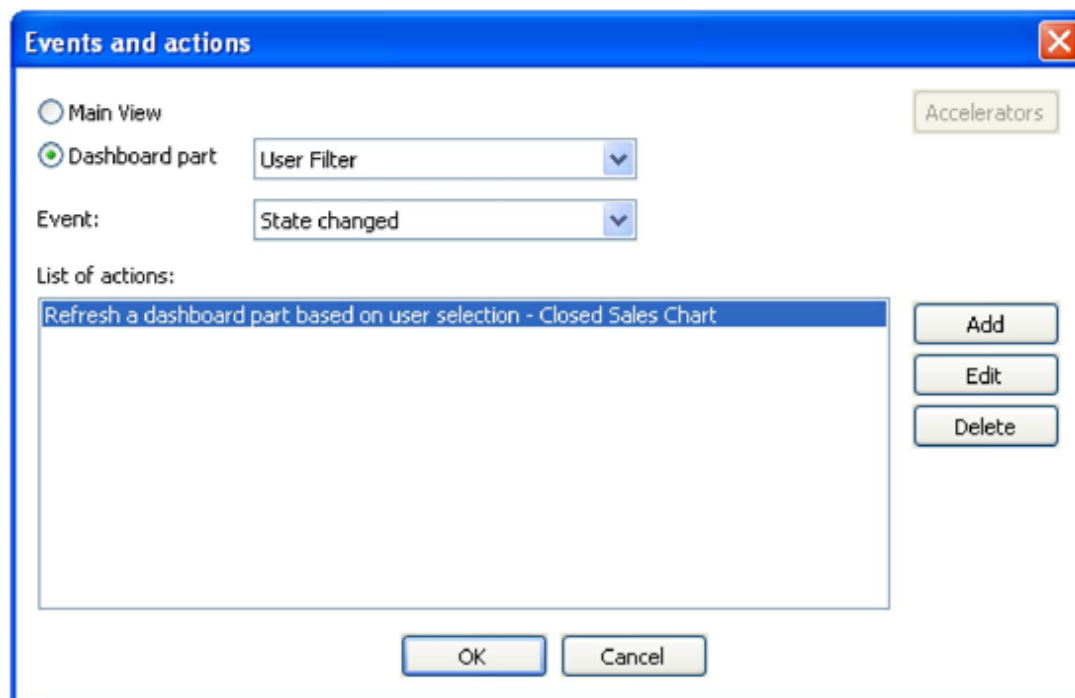 Events and actions
Main View
Accelerators
Dashboard part
User Filter
Event:
State changed
List of actions:
Refresh a dashboard part based on user selection - Closed Sales Chart
Add
Edit
Delete
OK
Cancel